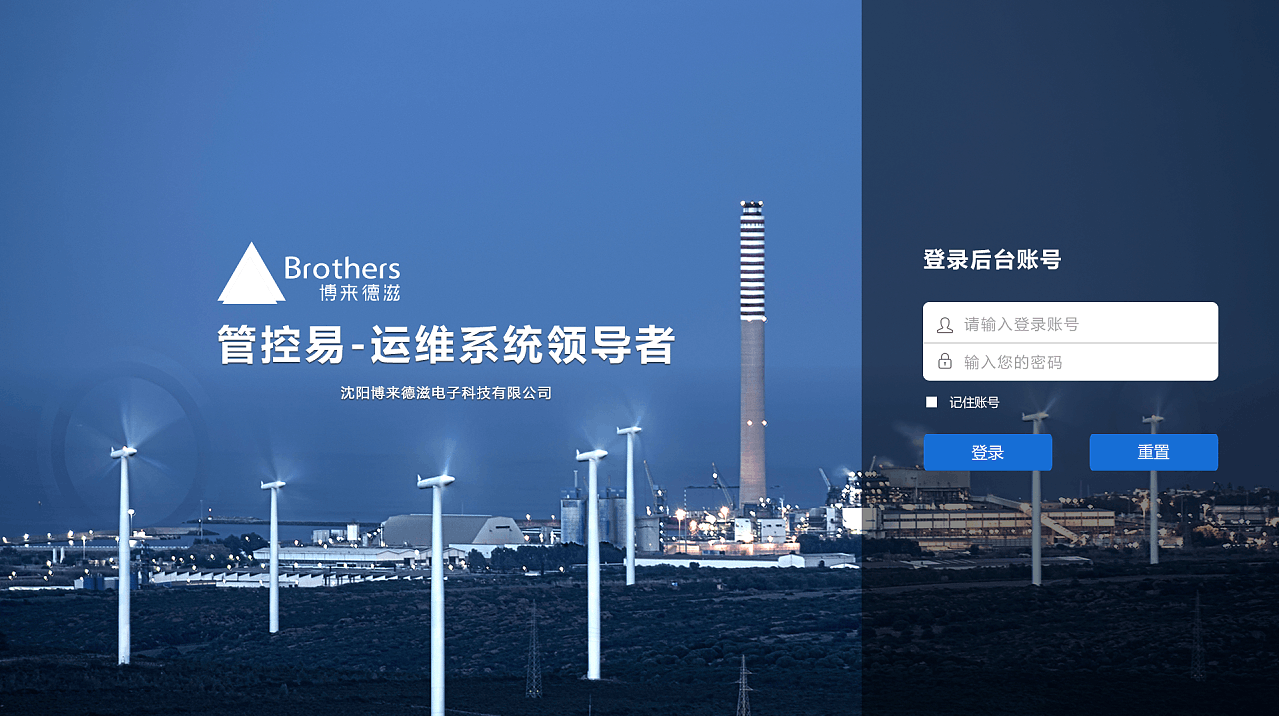 Brothers
博来德滋
管控易-运维系统领导者
沈阳博来德滋电子科技有限公司
登录后台账号
请输入登录账号
输入您的密码
记住账号
登录
重置